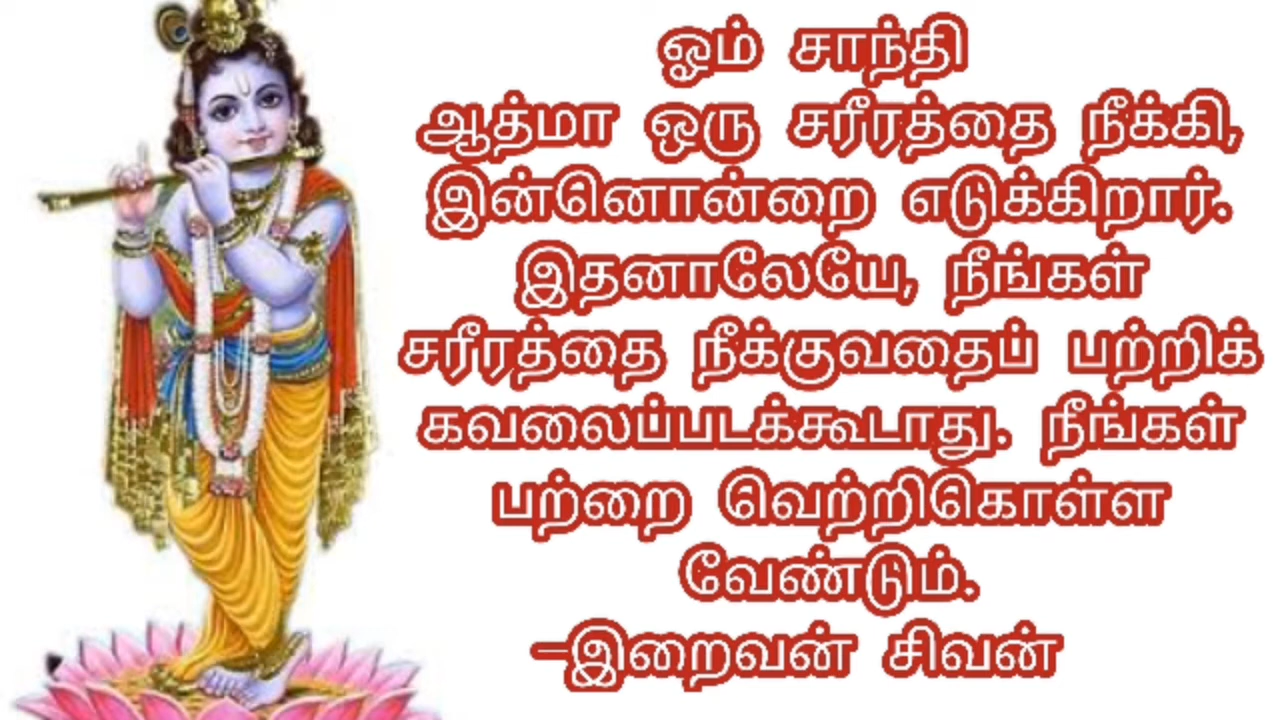 ஓம் சாந்தி
ஆத்மா ஒரு சரீரத்தை நீக்கி,
இன்னொன்றை எடுக்கிறார்.
இதனாலேயே, நீங்கள்
சரீரத்தை நீக்குவதைப் பற்றிக்
கவலைப்படக்கூடாது. நீங்கள்
பற்றை வெற்றிகொள்ள
வேண்டும்.
-இறைவன் சிவன்